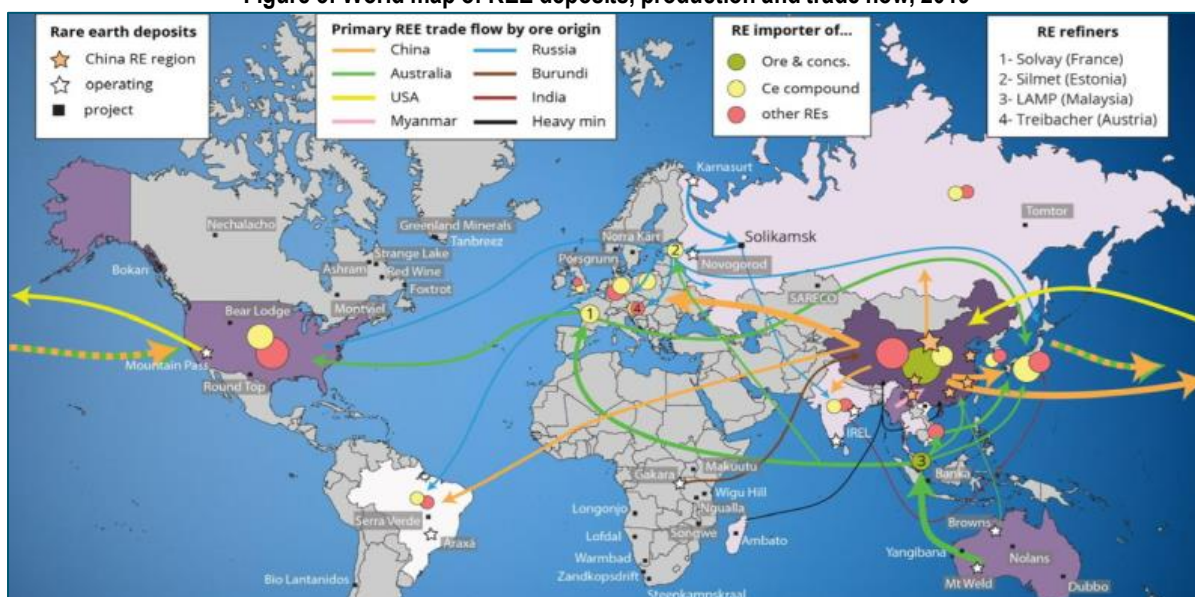 Figure 8. World map of REE deposits, production and trade flow, 2019
Rare earth deposits
China RE region
operating
project
Primary REE trade flow by ore origin
China
Australia
USA
Myanmar
Russia
Burundi
India
Heavy min
RE importer of...
Ore & concs.
Ce compound
other REs
RE refiners
1- Solvay (France)
2- Silmet (Estonia)
3- LAMP (Malaysia)
4- Treibacher (Austria)
Karnasurt
Nechalacho
Greenland Minerals
Tanbreez
Tomtor
Norra Kärr
Solikamsk
Strange Lake
Ashram
Red Wine
Bokan
Porsgrunn
2
Novogorod
Foxtrot
SARECO
Montviel
Bear Lodge
1
4
Mountain Pass
Round Top
IREL
3
Gakara
Makuutu
Banka
Wigu Hill
Ngualla
Serra Verde
Longonjo
Songwe
Browns
Araxá
Lofdal
Ambato
Yangibana
Nolans
Warmbad
Bio Lantanidos
Zandkopsdrift
Mt Weld
Dubbo
Steenkampskraal